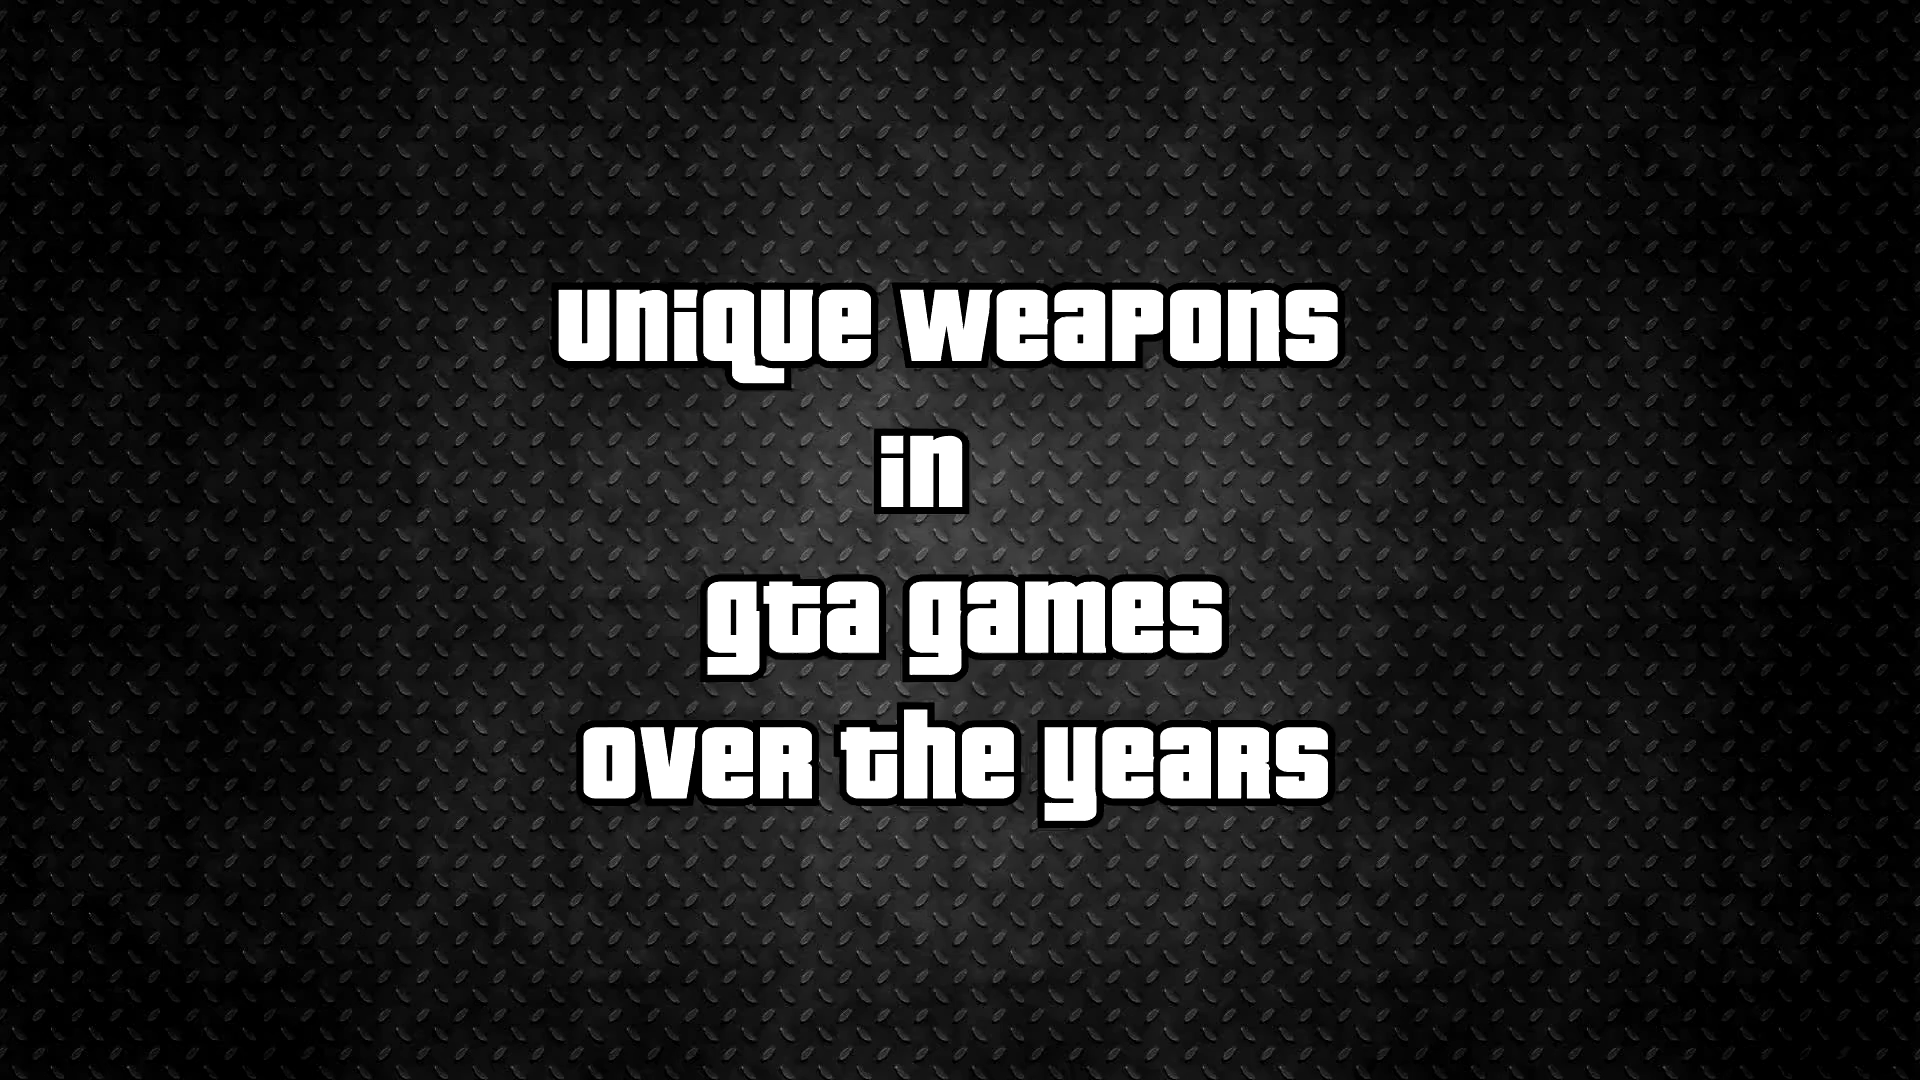 unique weapons
in
gta games
over the years